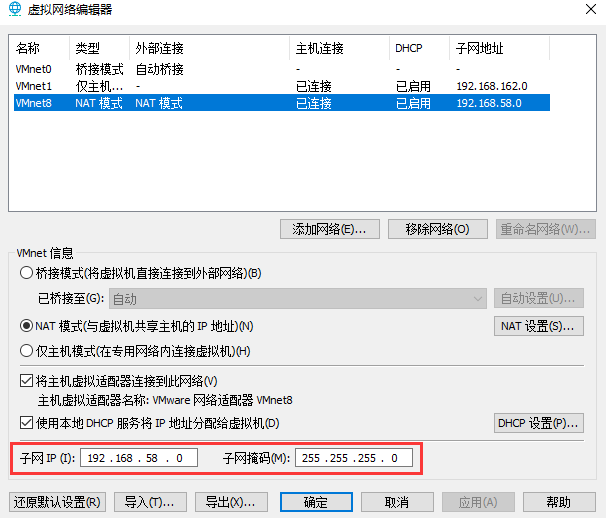 虚拟网络编辑器
名称 类型 外部连接 主机连接 DHCP 子网地址
VMnet0 桥接模式 自动桥接 - - -
VMnet1 仅主机... - 已连接 已启用 192.168.162.0
VMnet8 NAT 模式 NAT 模式 已连接 已启用 192.168.58.0
添加网络(E)... 移除网络(O) 重命名网络(W)...
VMnet 信息
桥接模式(将虚拟机直接连接到外部网络)(B)
已桥接至(G): 自动 自动设置(U)...
NAT 模式(与虚拟机共享主机的 IP 地址)(N) NAT 设置(S)...
仅主机模式(在专用网络内连接虚拟机)(H)
将主机虚拟适配器连接到此网络(V)
主机虚拟适配器名称: VMware 网络适配器 VMnet8
使用本地 DHCP 服务将 IP 地址分配给虚拟机(D) DHCP 设置(P)...
子网 IP (I): 192 .168 . 58 . 0 子网掩码(M): 255 .255 .255 . 0
还原默认设置(R) 导入(T)... 导出(X)... 确定 取消 应用(A) 帮助